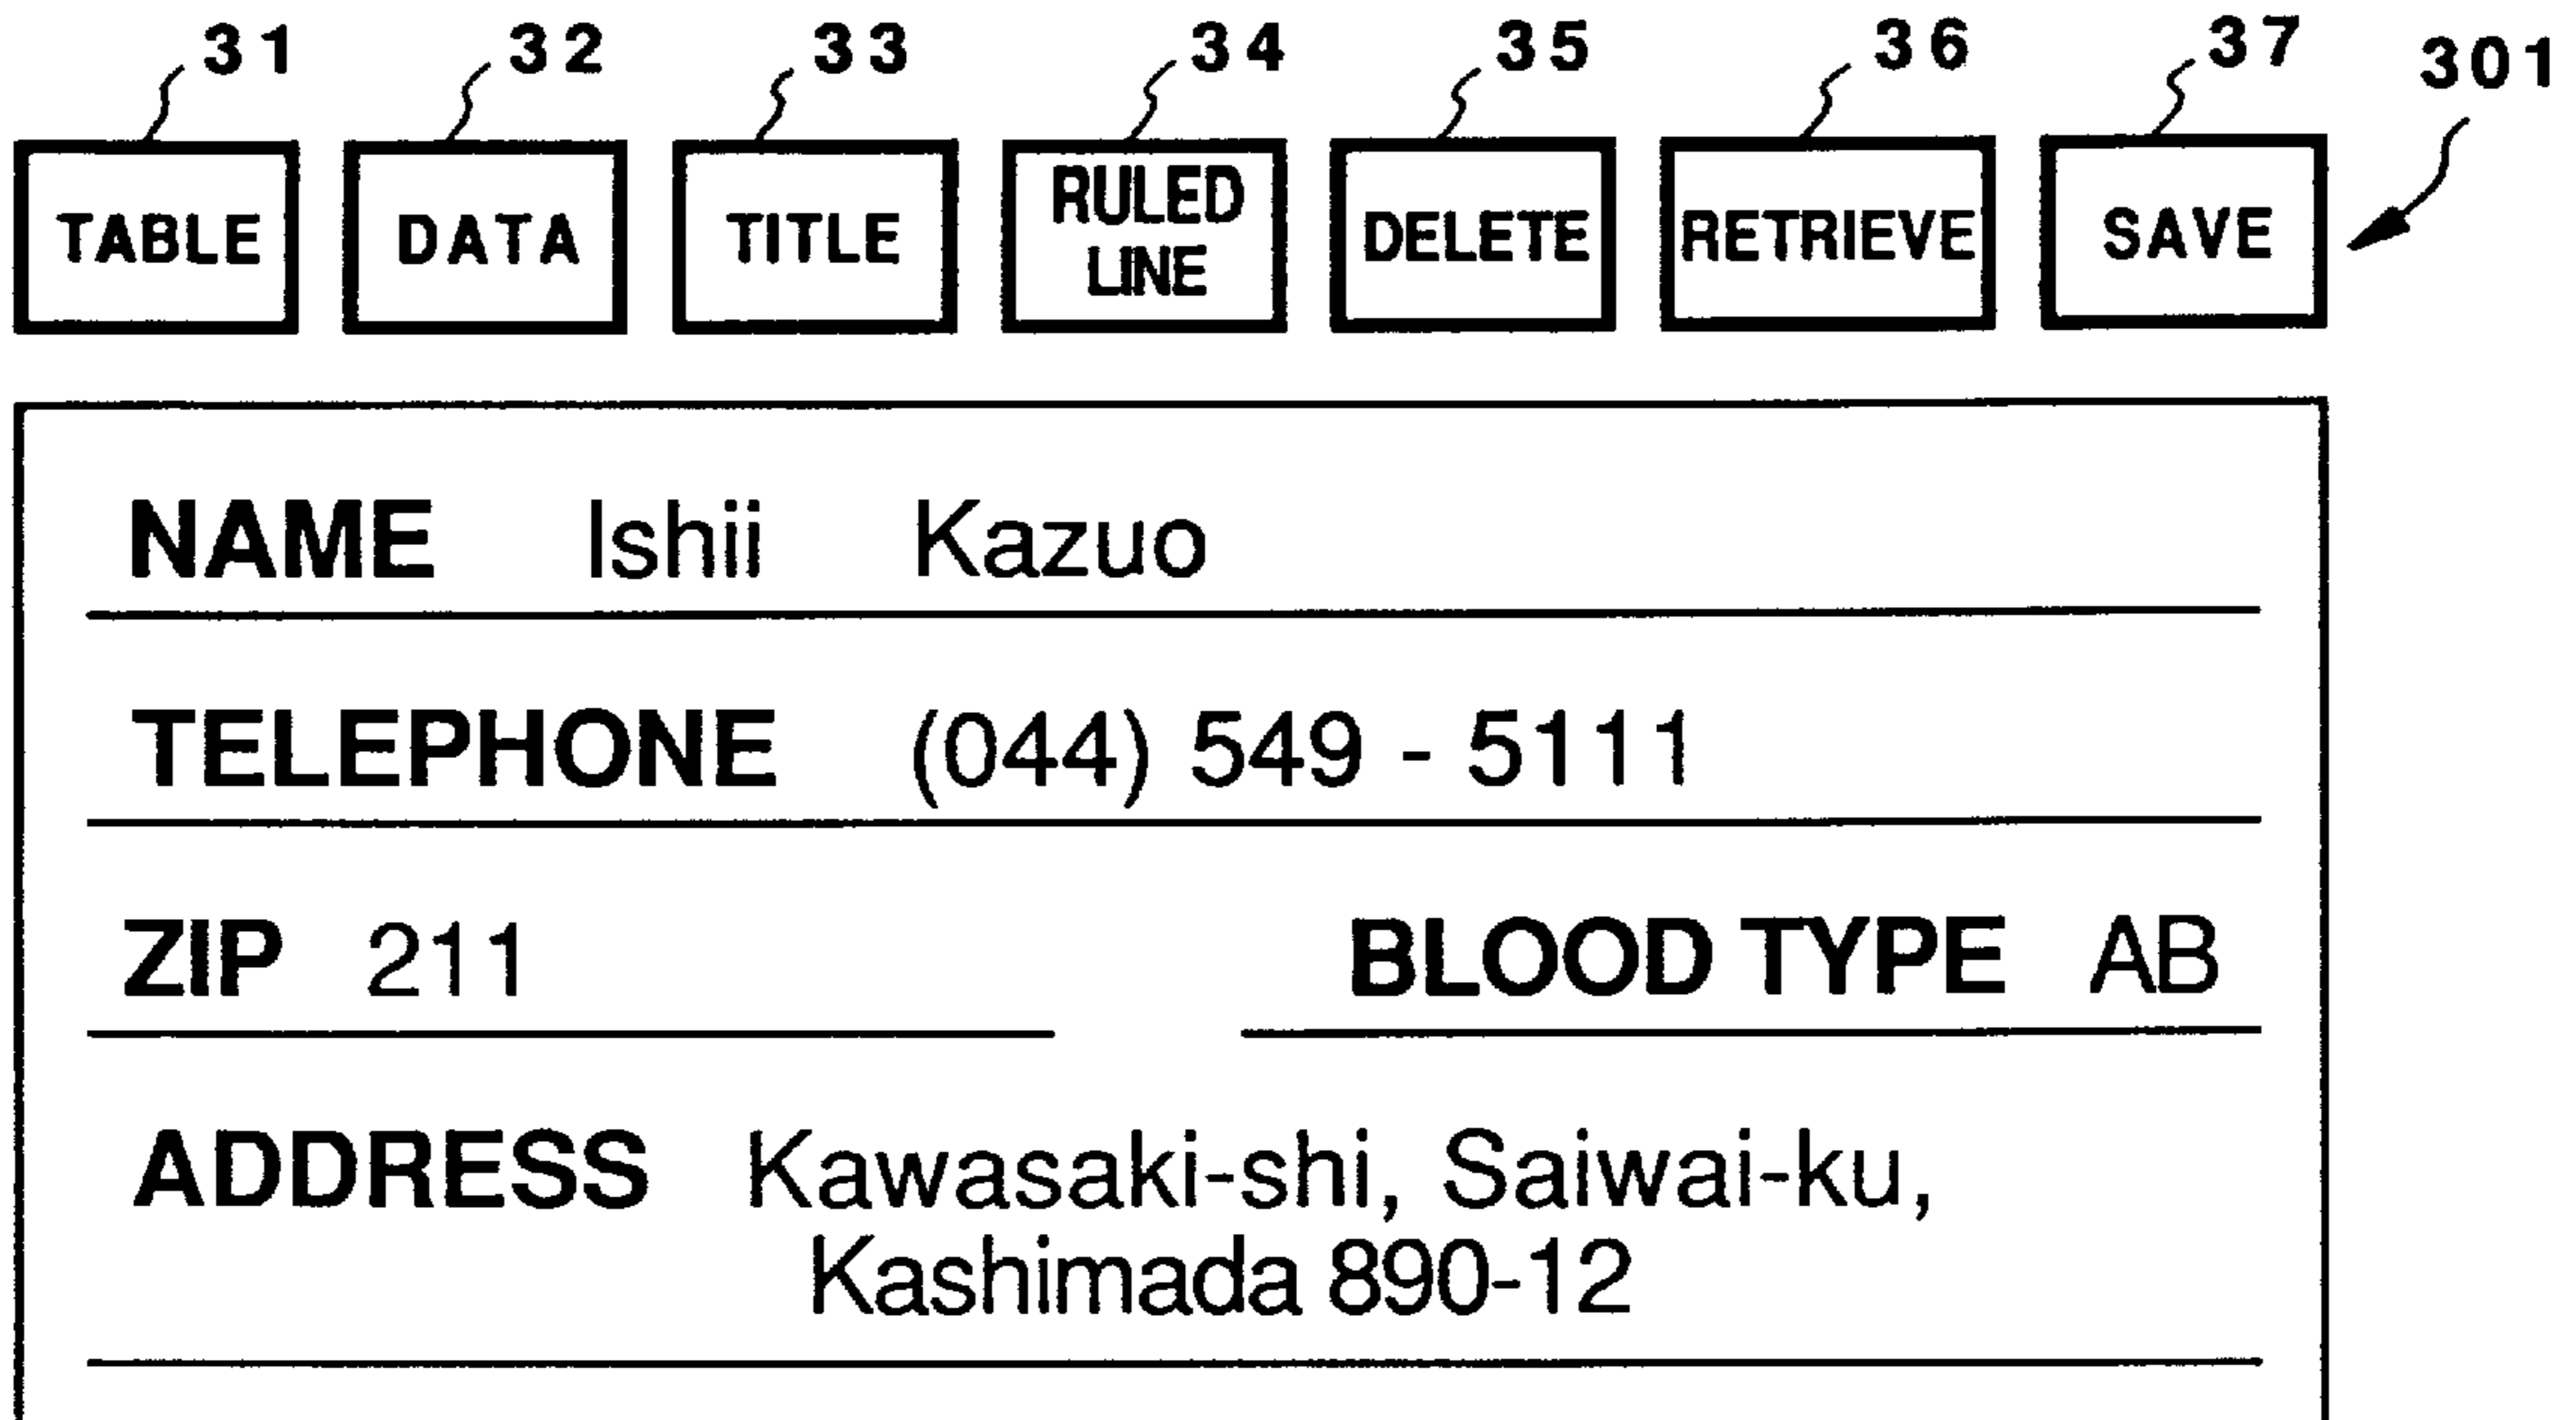 31 32 33 34 35 36 37 301
TABLE DATA TITLE RULED LINE DELETE RETRIEVE SAVE
NAME Ishii Kazuo
TELEPHONE (044) 549 - 5111
ZIP 211 BLOOD TYPE AB
ADDRESS Kawasaki-shi, Saiwai-ku,
Kashimada 890-12